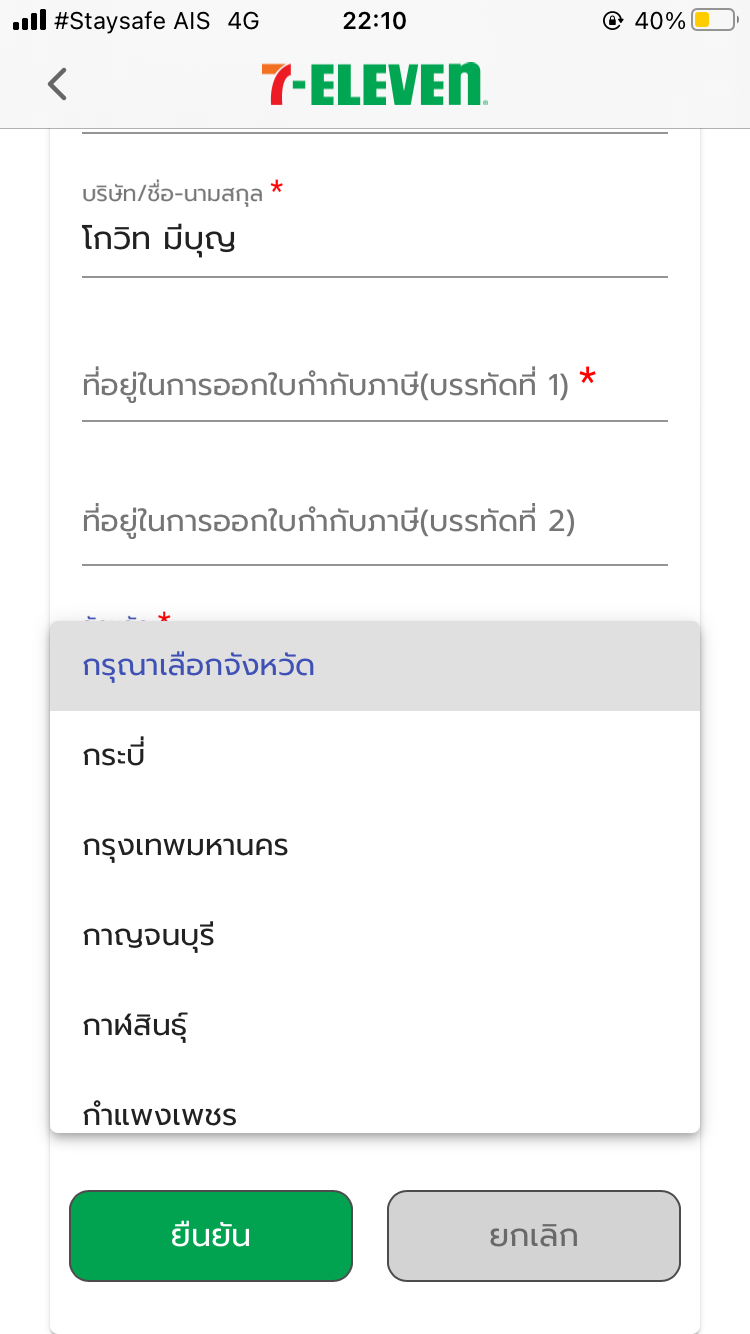 #Staysafe AIS 4G 22:10 40%
7-ELEVEN
บริษัท/ชื่อ-นามสกุล *
โกวิท มีบุญ
ที่อยู่ในการออกใบกำกับภาษี(บรรทัดที่ 1) *
ที่อยู่ในการออกใบกำกับภาษี(บรรทัดที่ 2)
*
กรุณาเลือกจังหวัด
กระบี่
กรุงเทพมหานคร
กาญจนบุรี
กาฬสินธุ์
กำแพงเพชร
ยืนยัน ยกเลิก